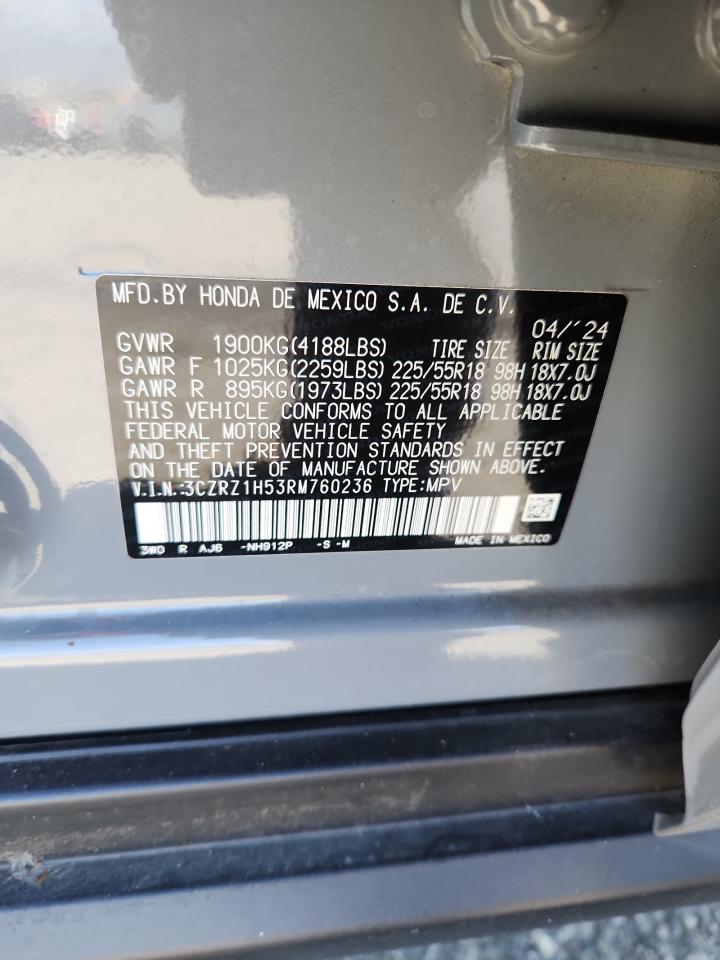 MFD.BY HONDA DE MEXICO S.A. DE C.V.
04/'24
GVWR 1900KG(4188LBS) TIRE SIZE RIM SIZE
GAWR F 1025KG(2259LBS) 225/55R18 98H 18X7.0J
GAWR R 895KG(1973LBS) 225/55R18 98H 18X7.0J
THIS VEHICLE CONFORMS TO ALL APPLICABLE
FEDERAL MOTOR VEHICLE SAFETY
AND THEFT PREVENTION STANDARDS IN EFFECT
ON THE DATE OF MANUFACTURE SHOWN ABOVE.
V.I.N.:3CZRZ1H53RM760236 TYPE:MPV
3W0 R AJ6 -NH912P -S -M MADE IN MEXICO